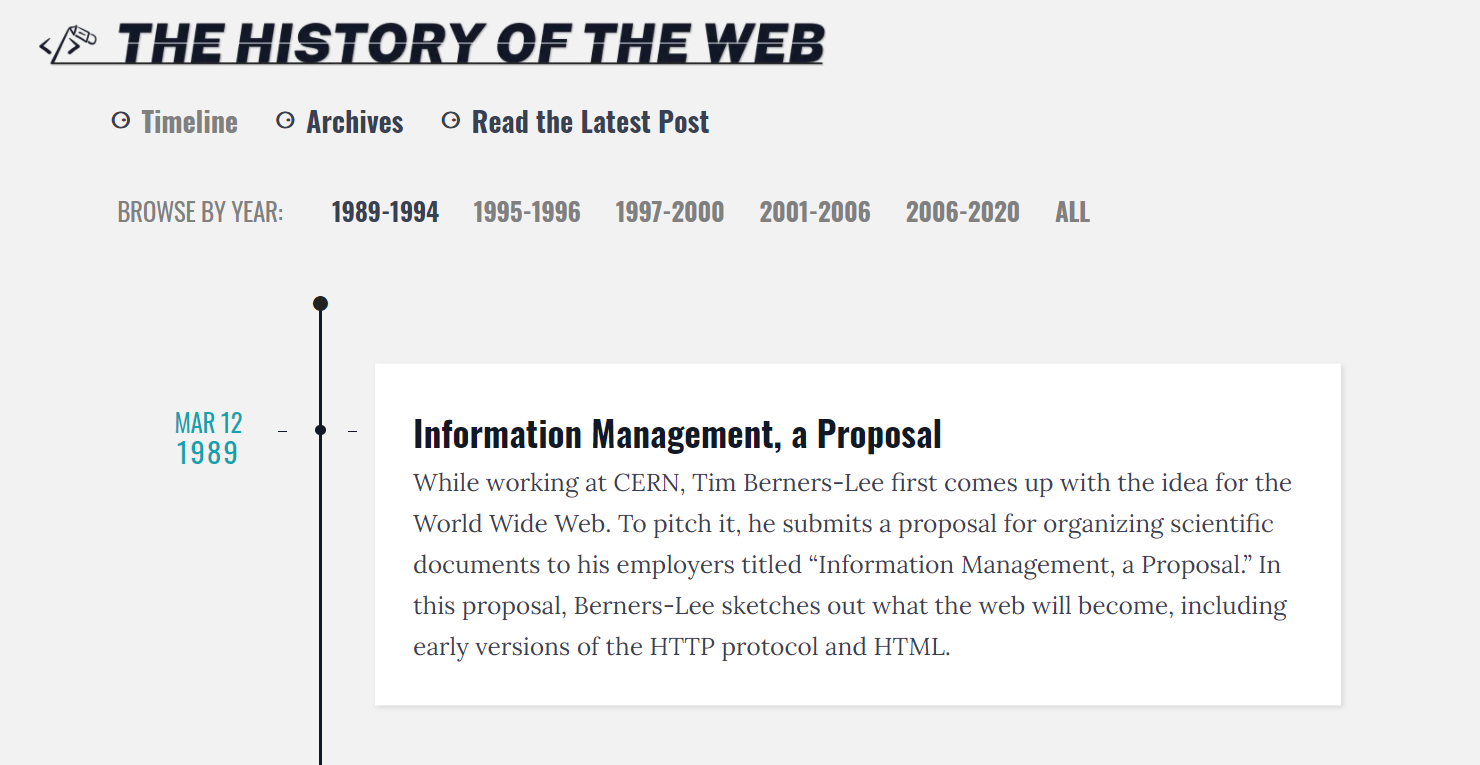 THE HISTORY OF THE WEB
Timeline Archives Read the Latest Post
BROWSE BY YEAR: 1989-1994 1995-1996 1997-2000 2001-2006 2006-2020 ALL
MAR 12
1989
Information Management, a Proposal
While working at CERN, Tim Berners-Lee first comes up with the idea for the
World Wide Web. To pitch it, he submits a proposal for organizing scientific
documents to his employers titled “Information Management, a Proposal.” In
this proposal, Berners-Lee sketches out what the web will become, including
early versions of the HTTP protocol and HTML.